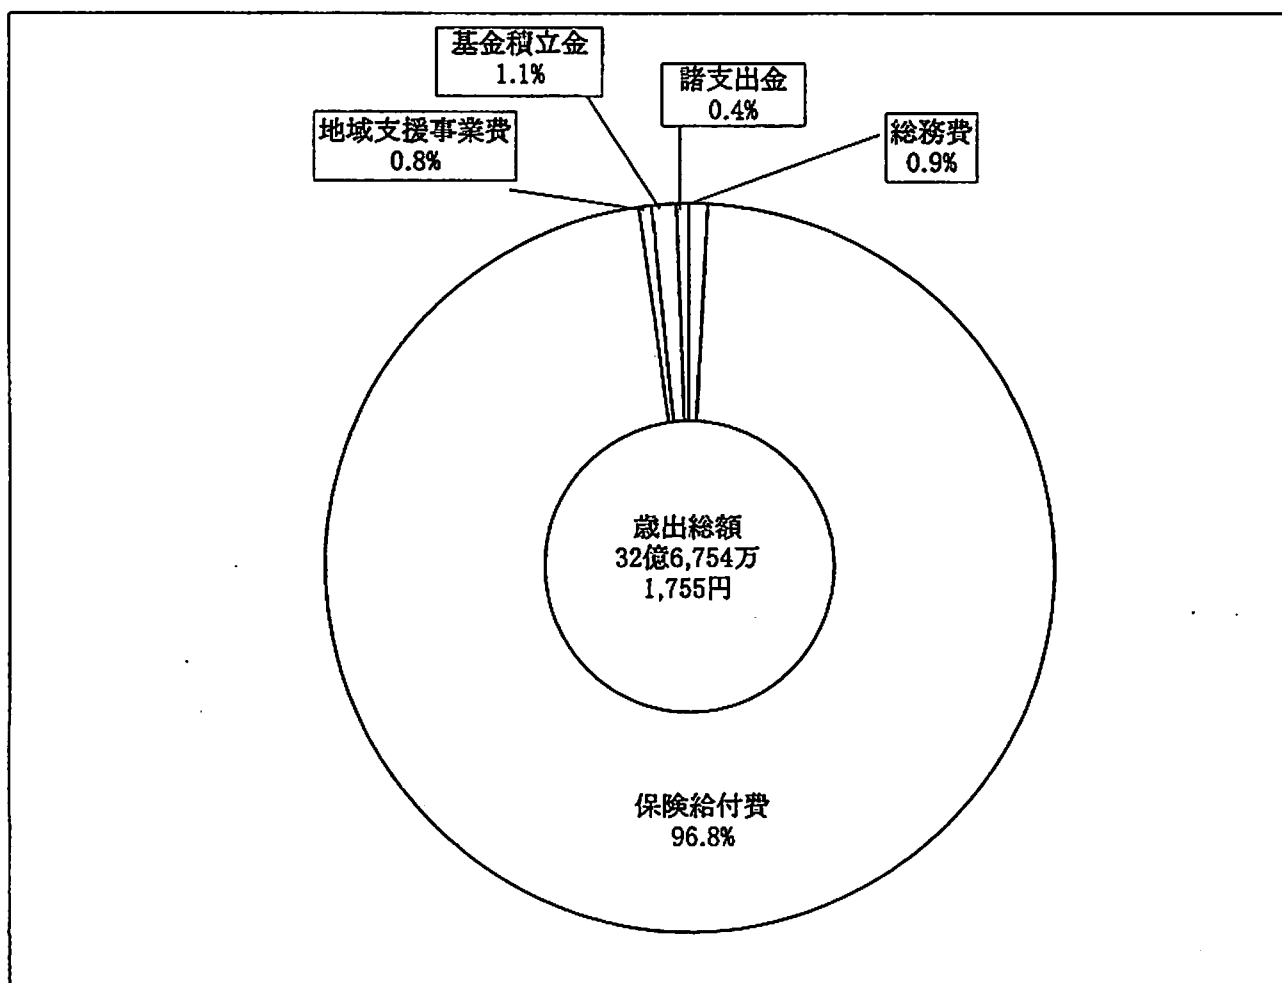 基金積立金
1.1%
諸支出金
0.4%
地域支援事業費
0.8%
総務費
0.9%
歳出総額
32億6,754万
1,755円
保険給付費
96.8%